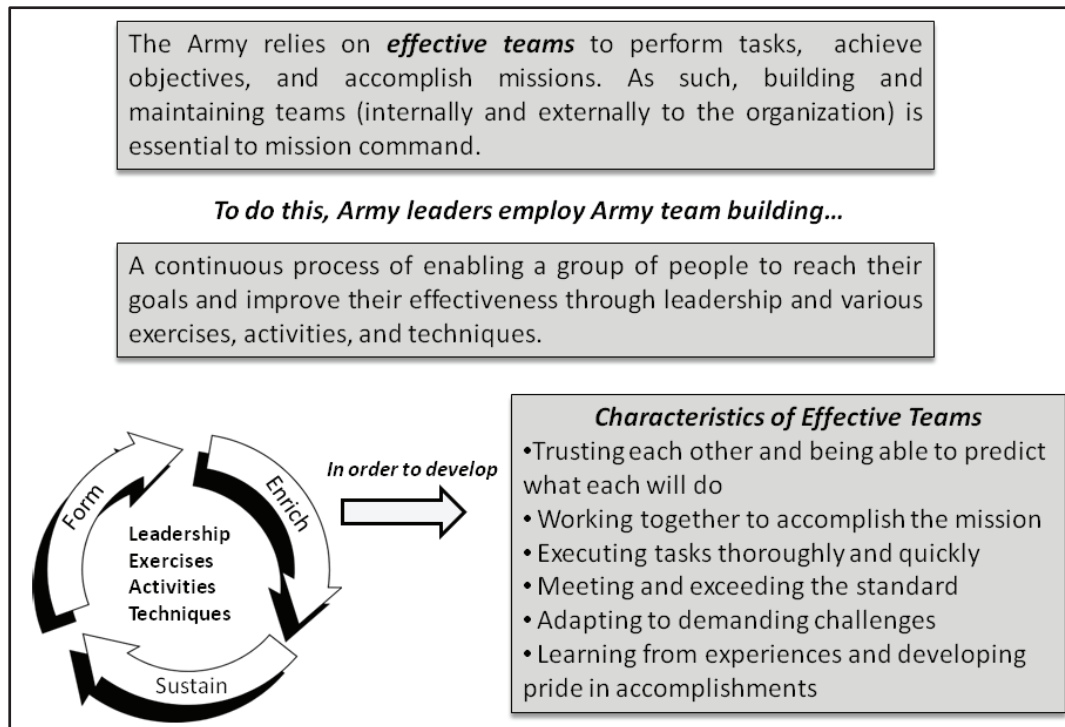 The Army relies on effective teams to perform tasks, achieve
objectives, and accomplish missions. As such, building and
maintaining teams (internally and externally to the organization) is
essential to mission command.
To do this, Army leaders employ Army team building…
A continuous process of enabling a group of people to reach their
goals and improve their effectiveness through leadership and various
exercises, activities, and techniques.
Form
Enrich
Sustain
Leadership
Exercises
Activities
Techniques
In order to develop
Characteristics of Effective Teams
•Trusting each other and being able to predict
what each will do
• Working together to accomplish the mission
• Executing tasks thoroughly and quickly
• Meeting and exceeding the standard
• Adapting to demanding challenges
• Learning from experiences and developing
pride in accomplishments